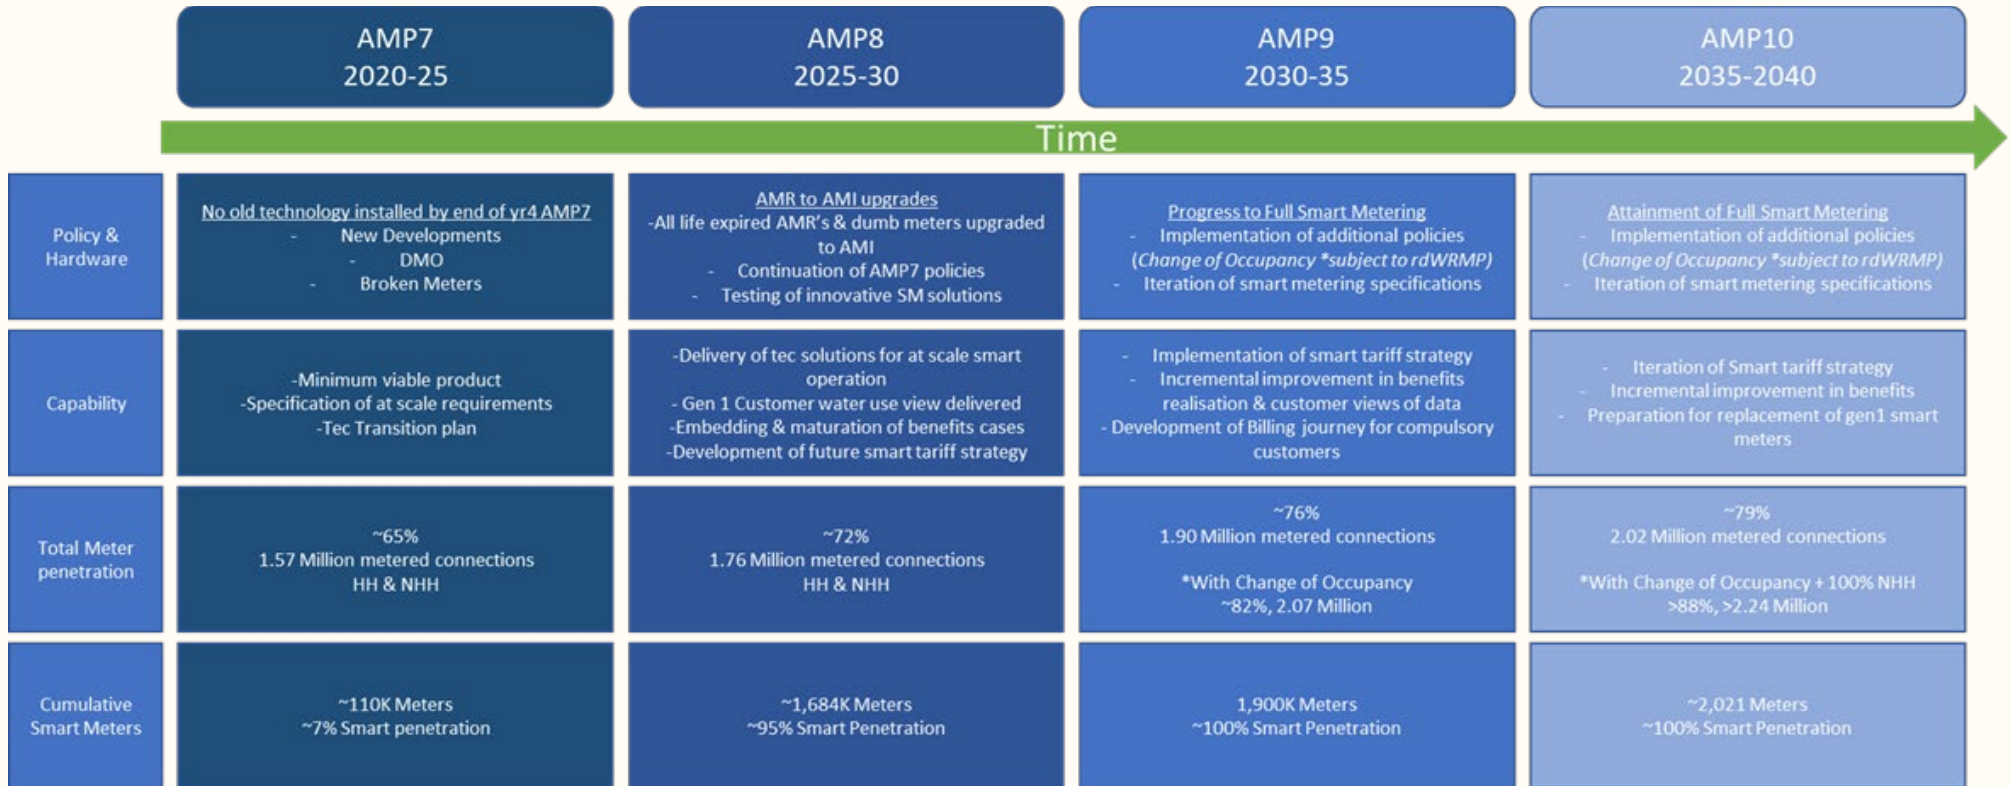 AMP7
2020-25
AMP8
2025-30
AMP9
2030-35
AMP10
2035-2040
Time
Policy &
Hardware
No old technology installed by end of yr4 AMP7
- New Developments
- DMO
- Broken Meters
AMR to AMI upgrades
-All life expired AMR's & dumb meters upgraded
to AMI
- Continuation of AMP7 policies
- Testing of innovative SM solutions
Progress to Full Smart Metering
- Implementation of additional policies
(Change of Occupancy *subject to rdWRMP)
- Iteration of smart metering specifications
Attainment of Full Smart Metering
- Implementation of additional policies
(Change of Occupancy *subject to rdWRMP)
- Iteration of smart metering specifications
Capability
-Minimum viable product
-Specification of at scale requirements
-Tec Transition plan
-Delivery of tec solutions for at scale smart
operation
- Gen 1 Customer water use view delivered
-Embedding & maturation of benefits cases
-Development of future smart tariff strategy
- Implementation of smart tariff strategy
- Incremental improvement in benefits
realisation & customer views of data
- Development of Billing journey for compulsory
customers
- Iteration of Smart tariff strategy
- Incremental improvement in benefits
- Preparation for replacement of gen1 smart
meters
Total Meter
penetration
~65%
1.57 Million metered connections
HH & NHH
~72%
1.76 Million metered connections
HH & NHH
~76%
1.90 Million metered connections
*With Change of Occupancy
~82%, 2.07 Million
~79%
2.02 Million metered connections
*With Change of Occupancy + 100% NHH
>88%, >2.24 Million
Cumulative
Smart Meters
~110K Meters
~7% Smart penetration
~1,684K Meters
~95% Smart Penetration
1,900K Meters
~100% Smart Penetration
~2,021 Meters
~100% Smart Penetration